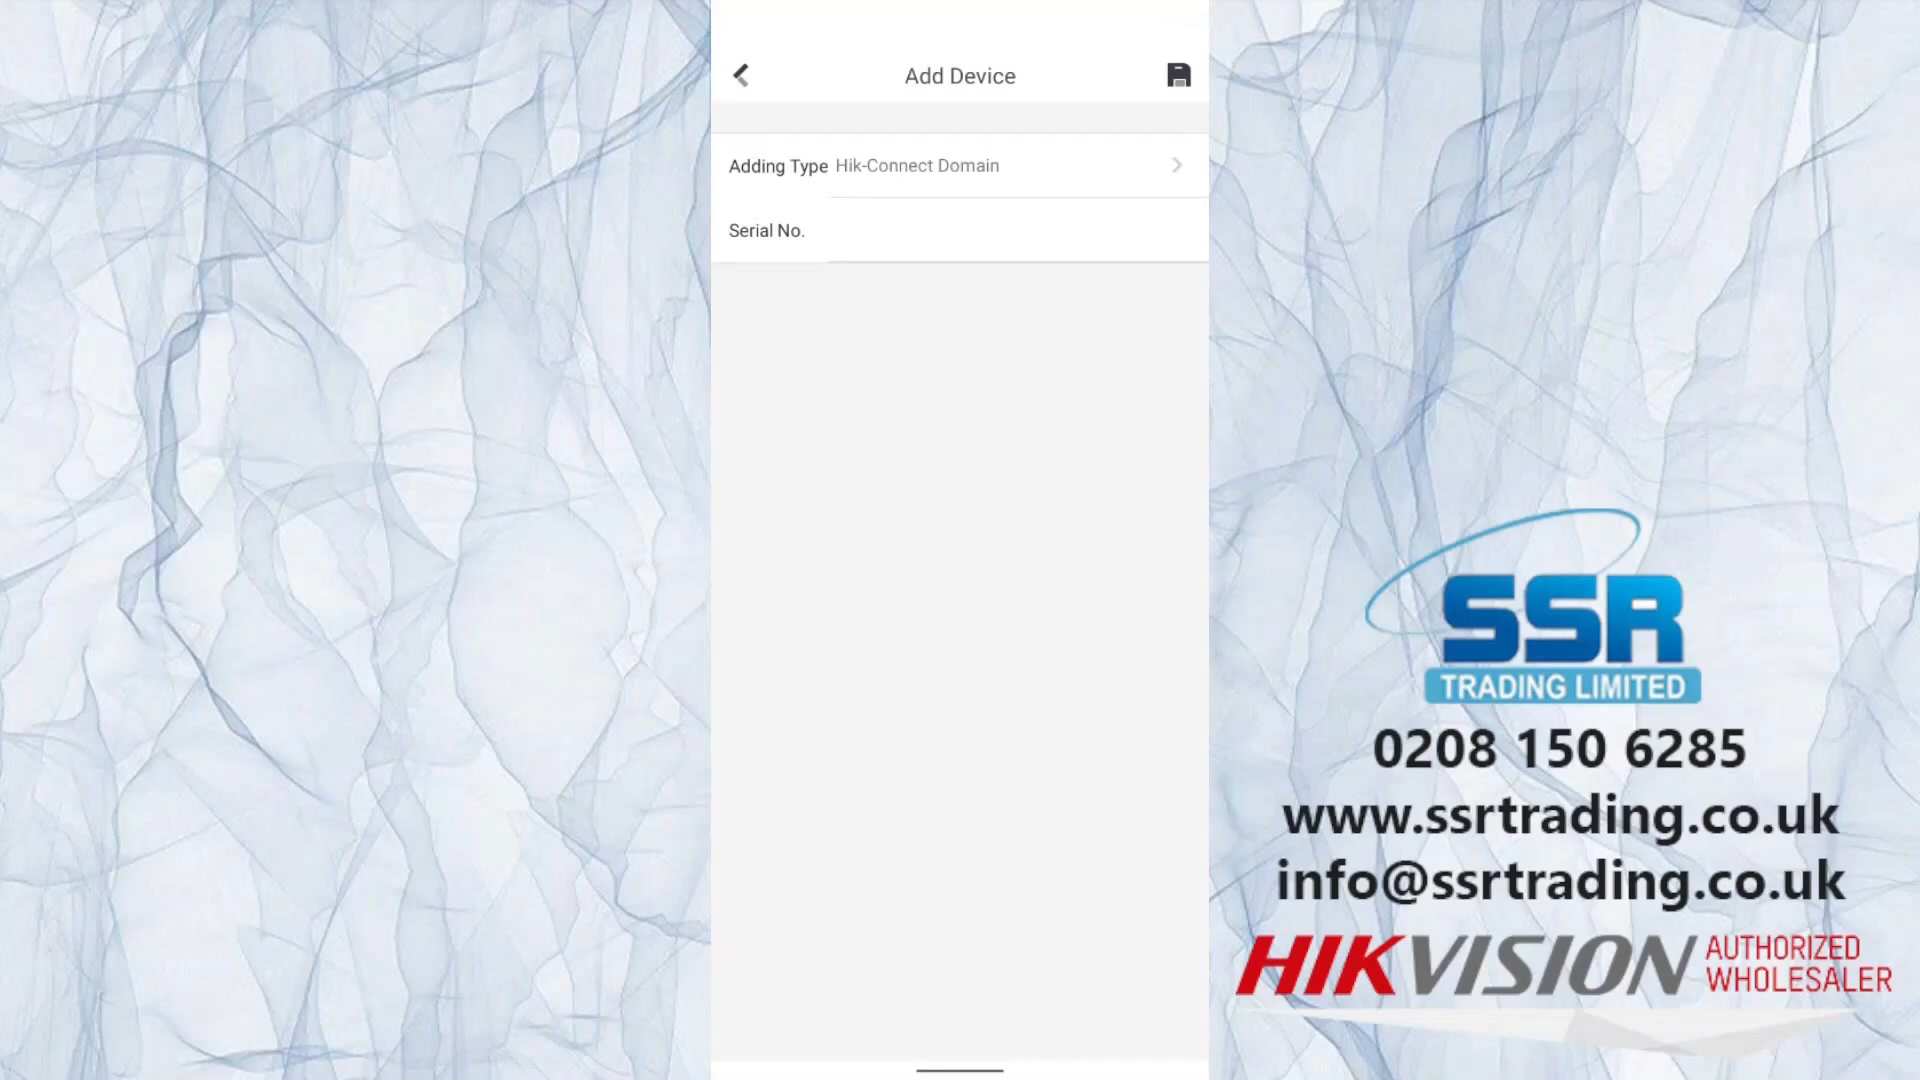 Add Device
Adding Type Hik-Connect Domain
Serial No.
SSR
TRADING LIMITED
0208 150 6285
www.ssrtrading.co.uk
info@ssrtrading.co.uk
HIKVISION AUTHORIZED
WHOLESALER